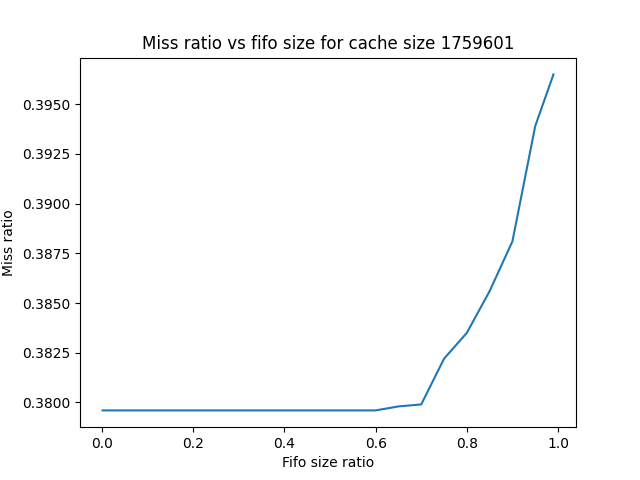 Miss ratio vs fifo size for cache size 1759601
0.3950
0.3925
0.3900
0.3875
0.3850
0.3825
0.3800
Miss ratio
0.0 0.2 0.4 0.6 0.8 1.0
Fifo size ratio